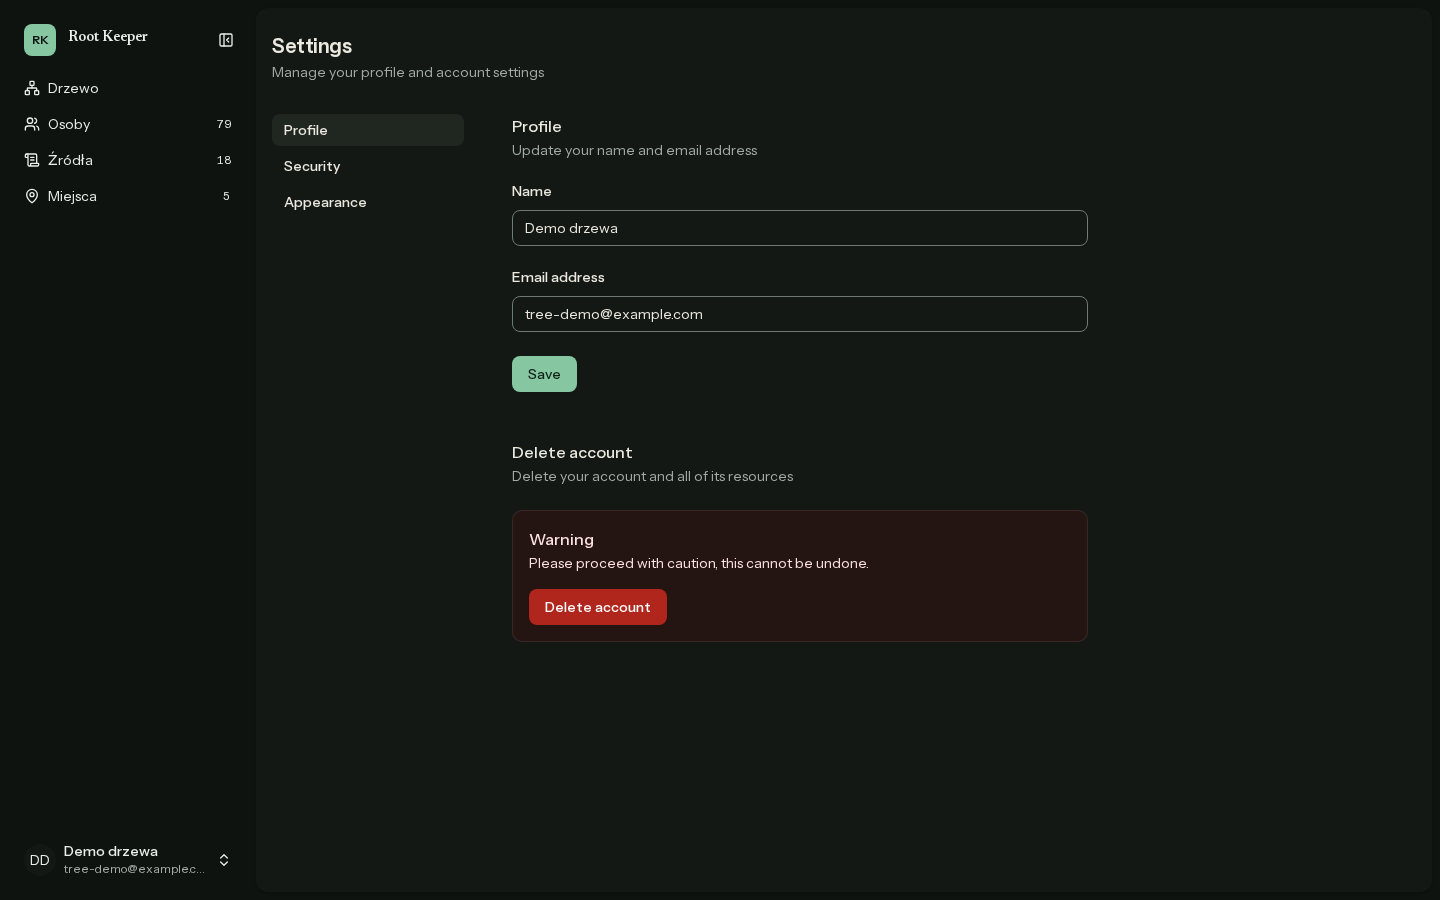 RK
Root Keeper
Drzewo
Osoby 79
Źródła 18
Miejsca 5
Demo drzewa
DD
tree-demo@example.c...
Settings
Manage your profile and account settings
Profile
Security
Appearance
Profile
Update your name and email address
Name
Demo drzewa
Email address
tree-demo@example.com
Save
Delete account
Delete your account and all of its resources
Warning
Please proceed with caution, this cannot be undone.
Delete account